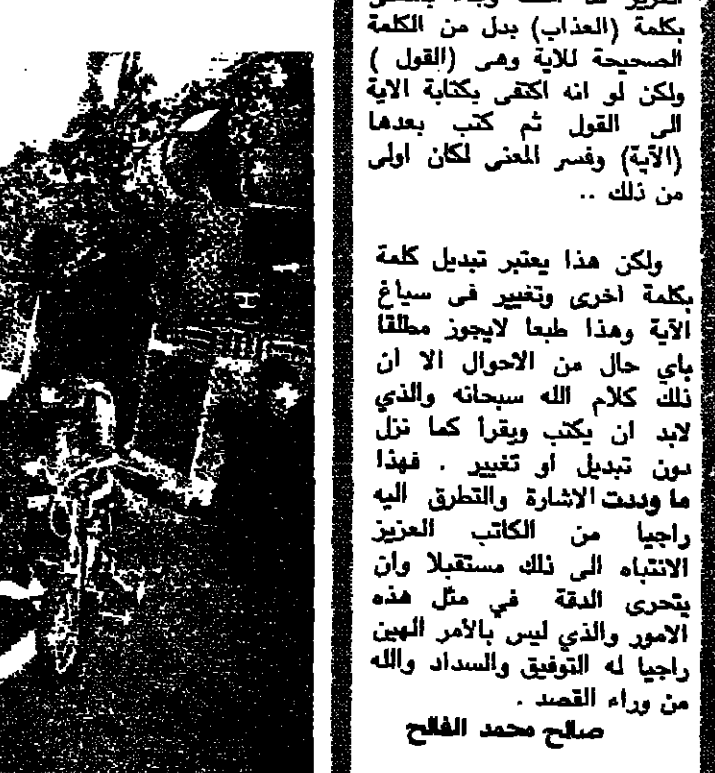 بكلمة (العذاب) بدل من الكلمة
الصحيحة للاية وهى (القول )
ولكن لو انه اكتفى بكتابة الاية
الى القول ثم كتب بعدها
(الآية) وفسر المعنى لكان اولى
من ذلك ..
ولكن هذا يعتبر تبديل كلمة
بكلمة أخرى وتغيير فى سياغ
الآية وهذا طبعا لايجوز مطلقا
باي حال من الاحوال الا ان
ذلك كلام الله سبحانه والذي
لابد ان يكتب ويقرأ كما نزل
دون تبديل او تغيير . فهذا
ما وددت الاشارة والتطرق اليه
راجيا من الكاتب العزيز
الانتباه الى ذلك مستقبلا وان
يتحرى الدقة في مثل هذه
الامور والذي ليس بالأمر الهين
راجيا له التوفيق والسداد والله
من وراء القصد .
صالح محمد الفالح